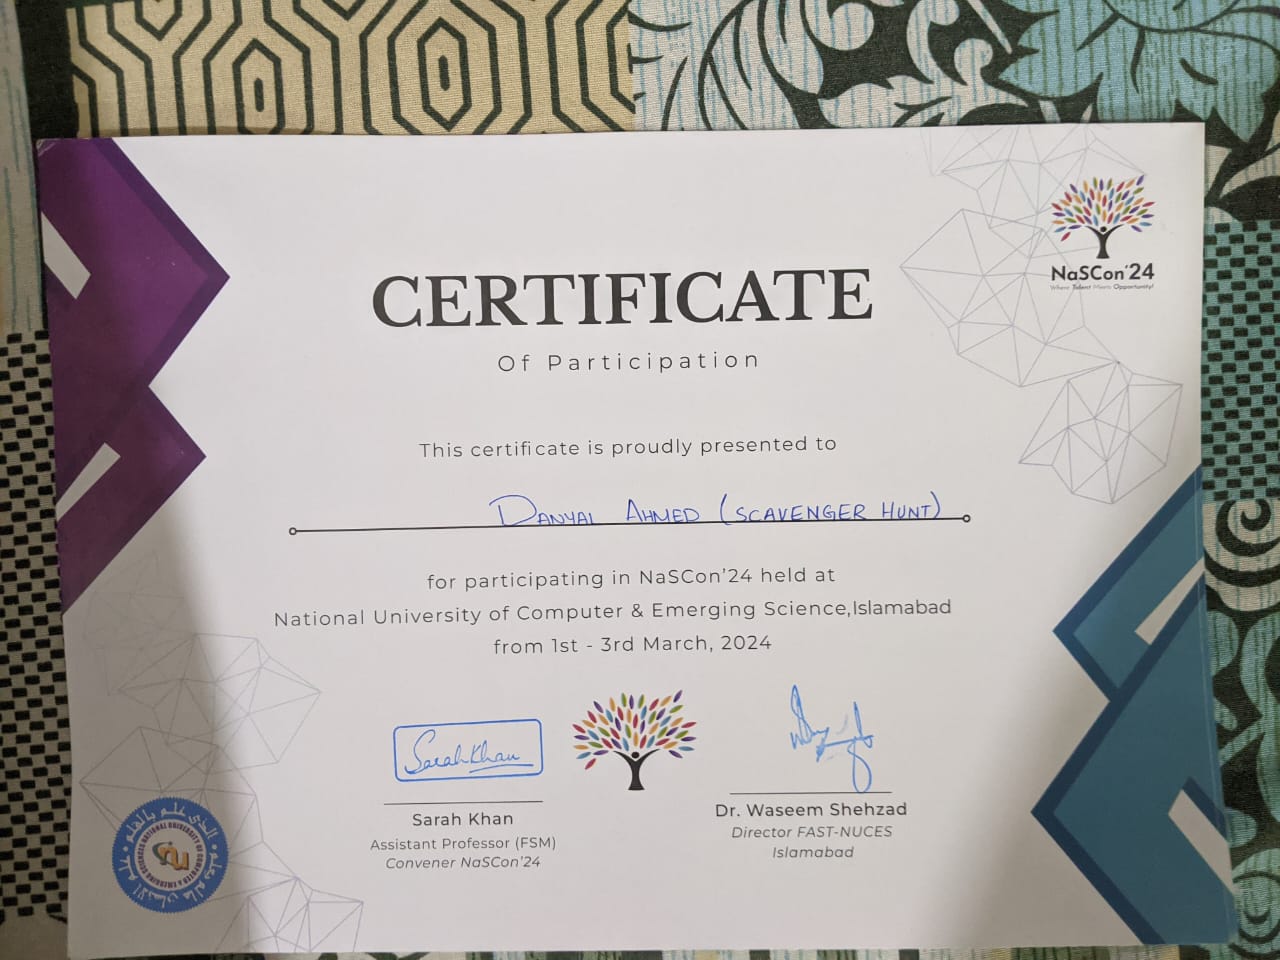 NaSCon'24
Where Talent Meets Opportunity!
CERTIFICATE
Of Participation
This certificate is proudly presented to
DANYAL AHMED (SCAVENGER HUNT)
for participating in NaSCon'24 held at
National University of Computer & Emerging Science,Islamabad
from 1st - 3rd March, 2024
Sarah Khan
Sarah Khan
Assistant Professor (FSM)
Convener NaSCon'24
Dr. Waseem Shehzad
Director FAST-NUCES
Islamabad
NATIONAL UNIVERSITY OF COMPUTER & EMERGING SCIENCES
nu